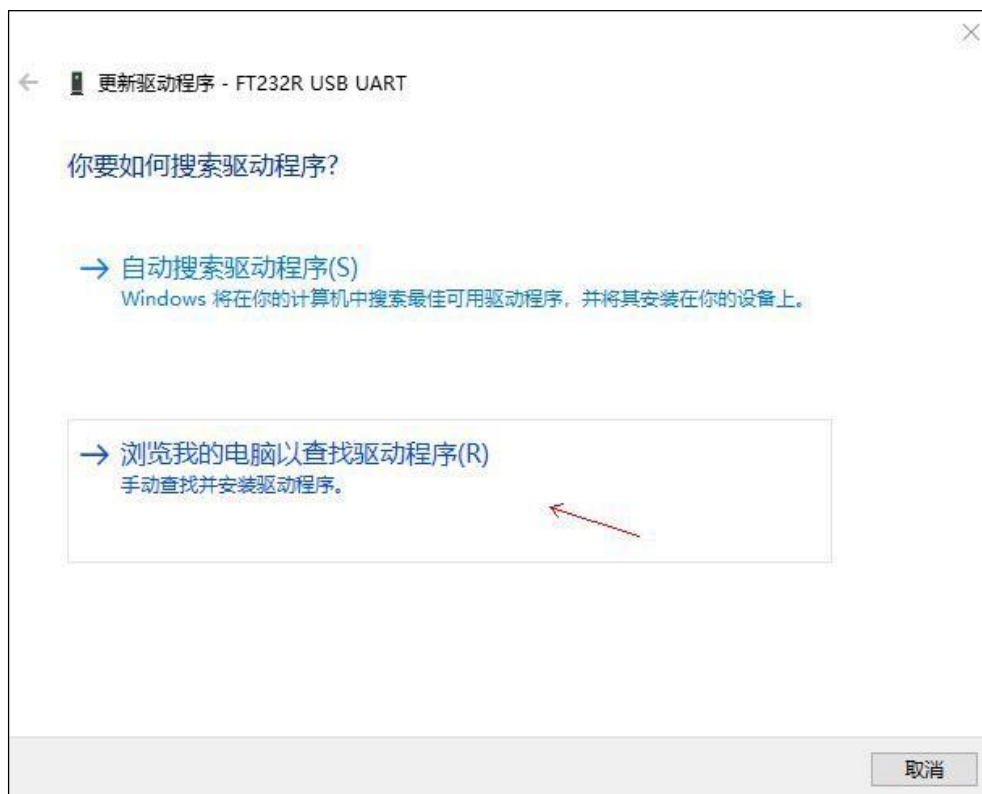 更新驱动程序 - FT232R USB UART
你要如何搜索驱动程序?
自动搜索驱动程序(S)
Windows 将在你的计算机中搜索最佳可用驱动程序，并将其安装在你的设备上。
浏览我的电脑以查找驱动程序(R)
手动查找并安装驱动程序。
取消